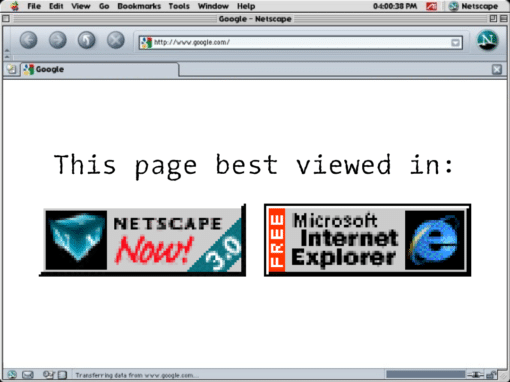 File Edit View Go Bookmarks Tools Window Help 04:00:38 PM Netscape
Google - Netscape
http://www.google.com/
N
Google
This page best viewed in:
NETSCAPE
Now! 3.0
FREE
Microsoft
Internet
Explorer
Transferring data from www.google.com...